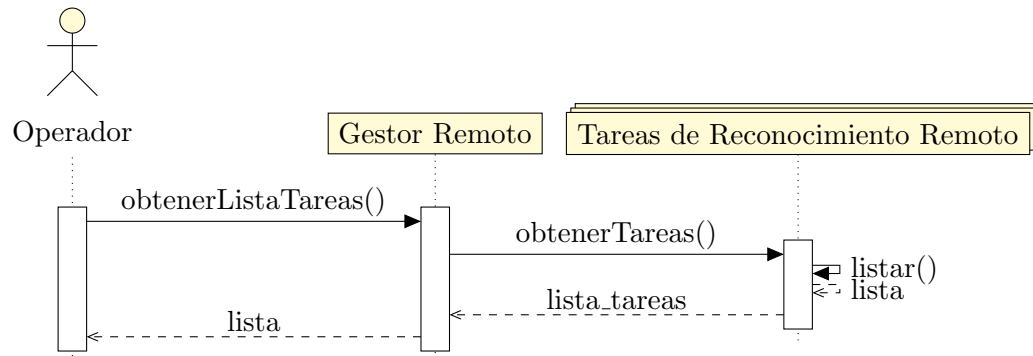 Operador
Gestor Remoto
Tareas de Reconocimiento Remoto
obtenerListaTareas()
obtenerTareas()
listar()
lista
lista_tareas
lista